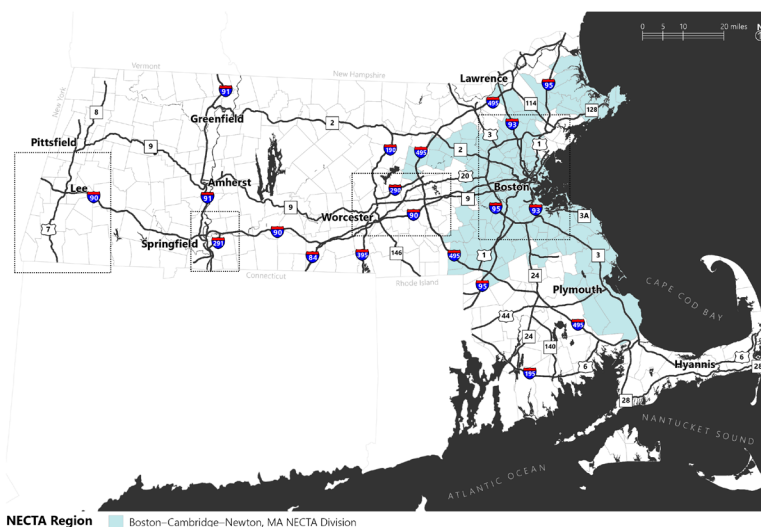 0 5 10 20 miles
N
Vermont
New Hampshire
Lawrence
95
91
495
114
128
New York
8
Greenfield
2
93
3
1
Pittsfield
9
190
495
2
20
Lee
Amherst
290
Boston
90
91
9
Worcester
90
9
95
93
3A
7
Springfield
291
90
84
395
146
495
1
3
Connecticut
Rhode Island
24
95
Plymouth
CAPE COD BAY
44
495
24
140
6
Hyannis
6
195
28
28
NANTUCKET SOUND
ATLANTIC OCEAN
NECTA Region
Boston–Cambridge–Newton, MA NECTA Division